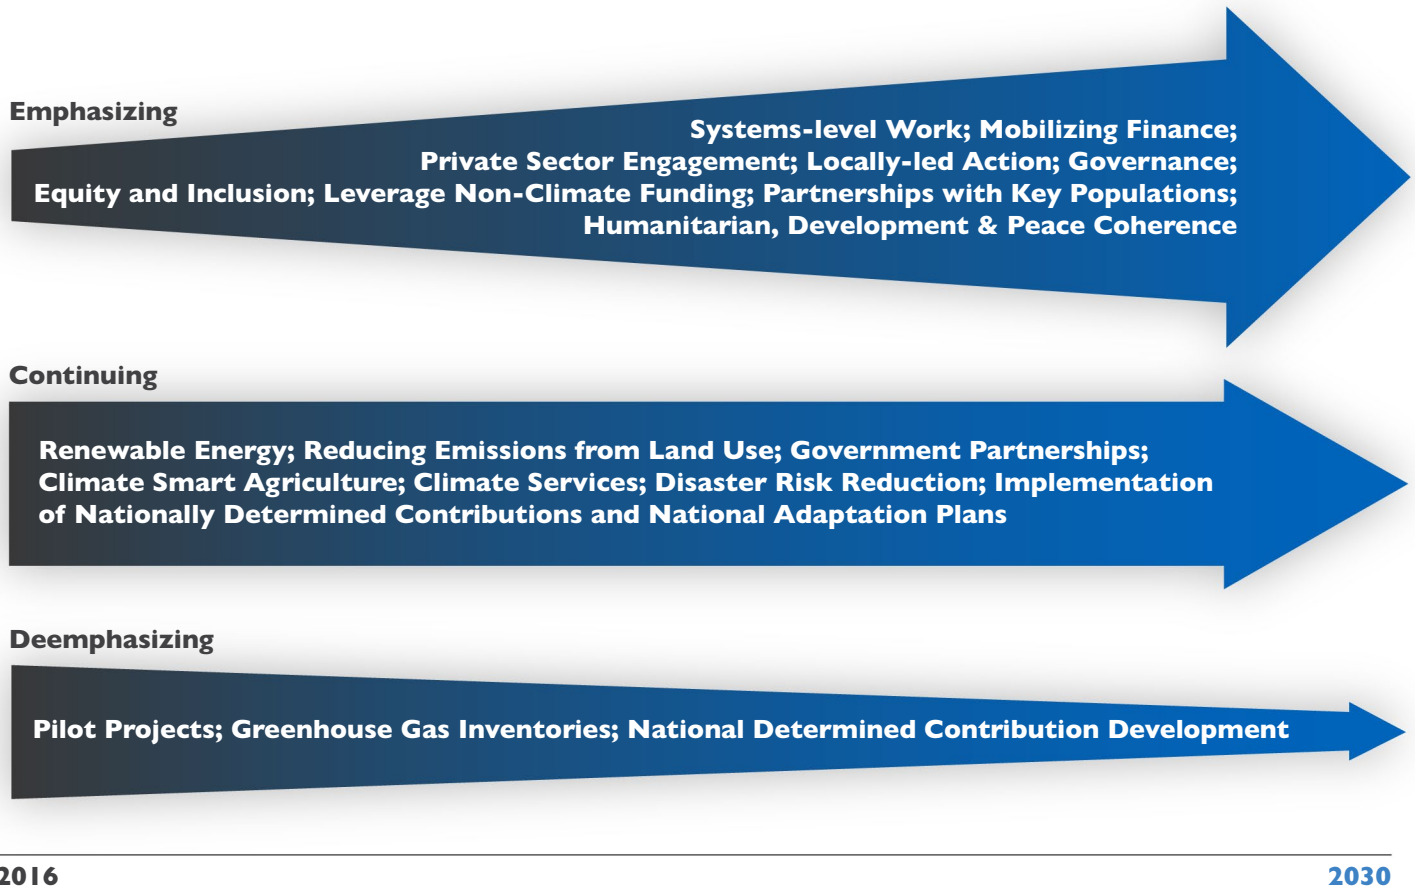 Emphasizing
Systems-level Work; Mobilizing Finance;
Private Sector Engagement; Locally-led Action; Governance;
Equity and Inclusion; Leverage Non-Climate Funding; Partnerships with Key Populations;
Humanitarian, Development & Peace Coherence
Continuing
Renewable Energy; Reducing Emissions from Land Use; Government Partnerships;
Climate Smart Agriculture; Climate Services; Disaster Risk Reduction; Implementation
of Nationally Determined Contributions and National Adaptation Plans
Deemphasizing
Pilot Projects; Greenhouse Gas Inventories; National Determined Contribution Development
2016
2030